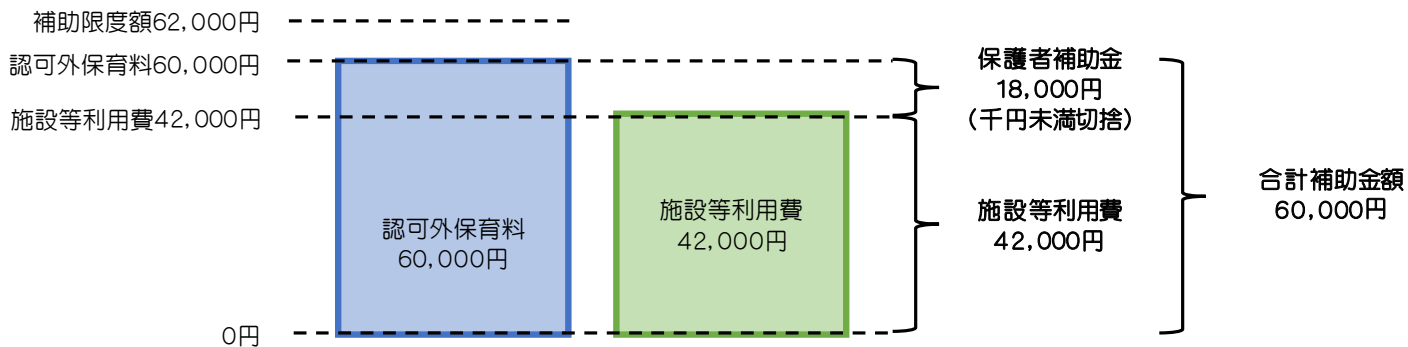 補助限度額62,000円
認可外保育料60,000円
施設等利用費42,000円
0円
認可外保育料
60,000円
施設等利用費
42,000円
保護者補助金
18,000円
(千円未満切捨)
施設等利用費
42,000円
合計補助金額
60,000円